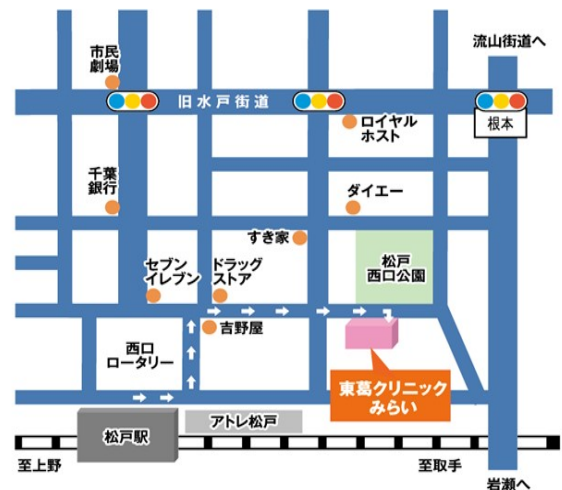 流山街道へ
市民
劇場
旧水戸街道
ロイヤル
ホスト
根本
千葉
銀行
ダイエー
すき家
松戸
西口公園
セブン
イレブン
ドラッグ
ストア
吉野屋
西口
ロータリー
東葛クリニック
みらい
アトレ松戸
松戸駅
至上野
至取手
岩瀬へ